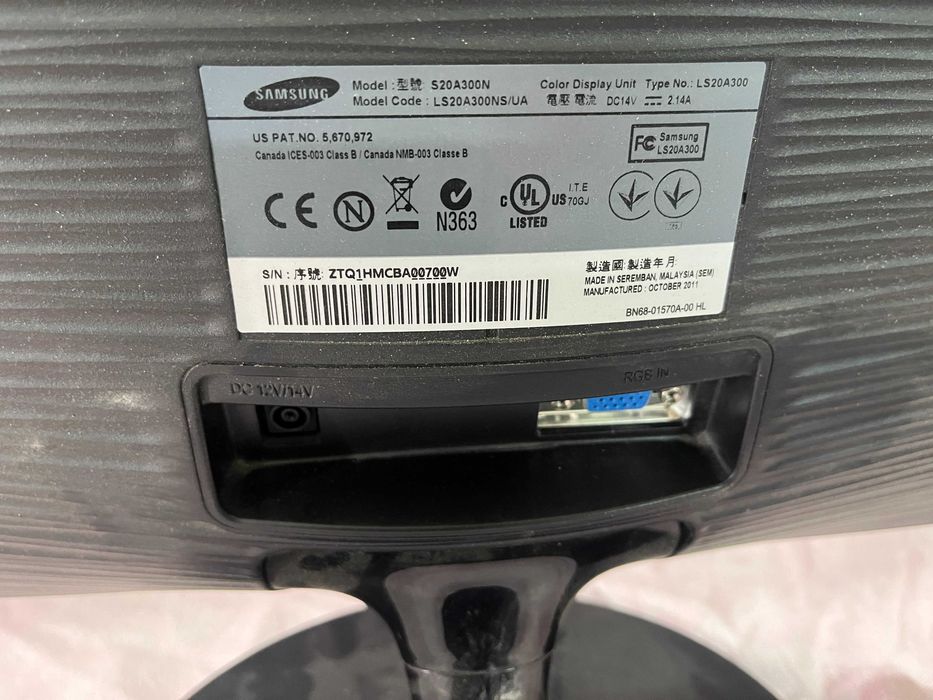 SAMSUNG
Model : 型號 S20A300N
Model Code : LS20A300NS/UA
Color Display Unit Type No.: LS20A300
電壓 電流 DC14V 2.14A
US PAT.NO. 5,670,972
Canada ICES-003 Class B / Canada NMB-003 Classe B
FC Samsung
LS20A300
CE N N363
C UL US LISTED
I.T.E
70GJ
S/N : 序號: ZTQ1HMCBA00700W
製造國: 製造年月:
MADE IN SEREMBAN, MALAYSIA (SEM)
MANUFACTURED : OCTOBER 2011
BN68-01570A-00 HL
DC 12V/14V
RGB IN